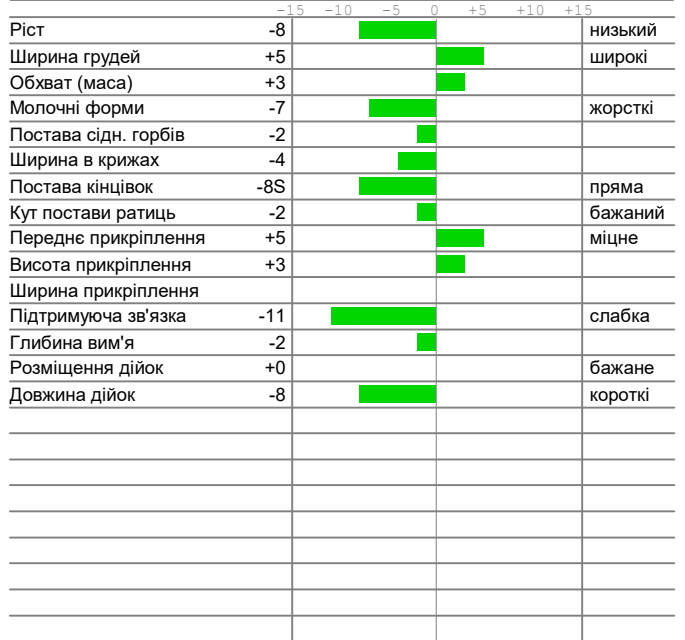 -15 -10 -5 0 +5 +10 +15
Ріст -8 низький
Ширина грудей +5 широкі
Обхват (маса) +3
Молочні форми -7 жорсткі
Постава сідн. горбів -2
Ширина в крижах -4
Постава кінцівок -8S пряма
Кут постави ратиць -2 бажаний
Переднє прикріплення +5 міцне
Висота прикріплення +3
Ширина прикріплення
Підтримуюча зв'язка -11 слабка
Глибина вим'я -2
Розміщення дійок +0 бажане
Довжина дійок -8 короткі